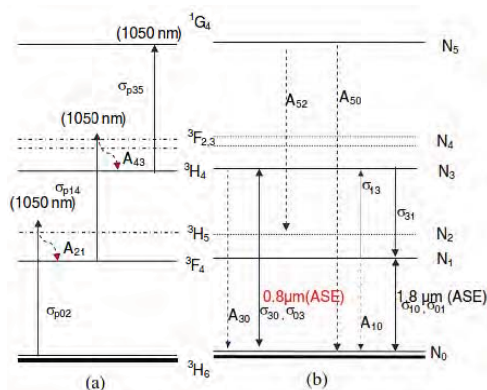 ¹G₄
(1050 nm)
N₅
σp35
A₅₂
A₅₀
(1050 nm)
³F₂,₃
N₄
A₄₃
³H₄
N₃
σp14
σ₁₃
(1050 nm)
σ₃₁
³H₅
N₂
A₂₁
³F₄
N₁
0.8μm(ASE)
1.8 μm (ASE)
σp02
A₃₀
σ₃₀, σ₀₃
A₁₀
σ₁₀,σ₀₁
N₀
³H₆
(a)
(b)